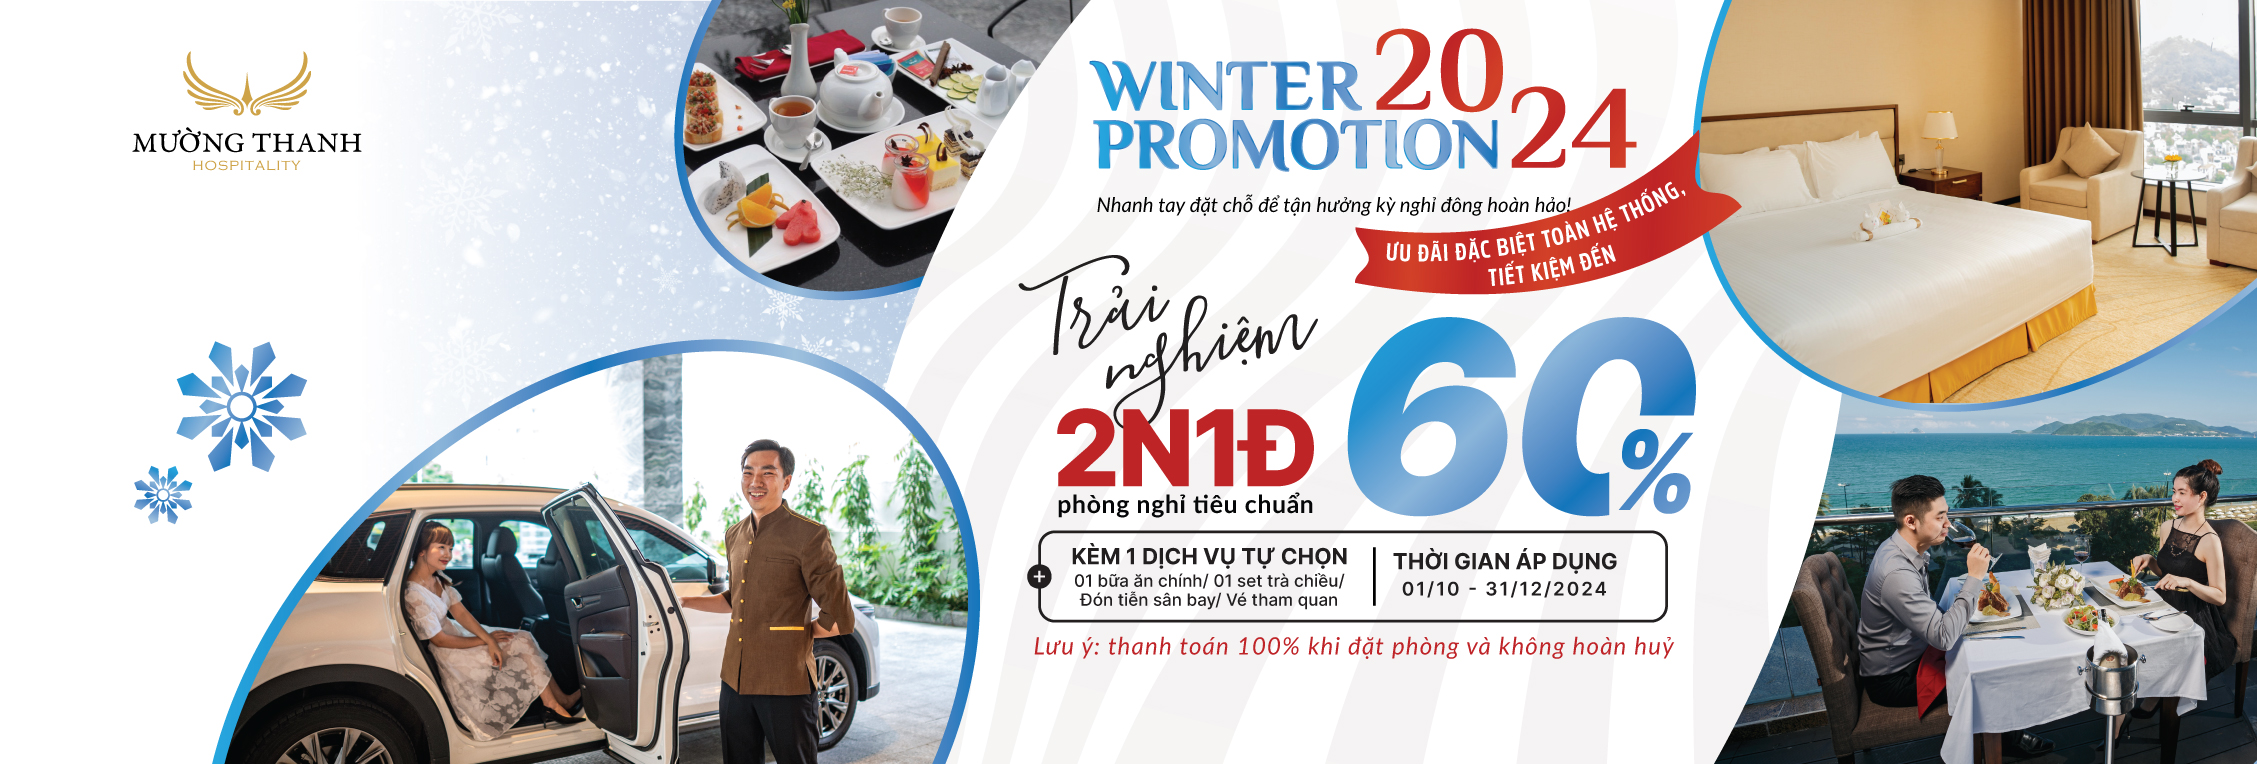 MƯỜNG THANH
HOSPITALITY
WINTER 2024
PROMOTION
Nhanh tay đặt chỗ để tận hưởng kỳ nghỉ đông hoàn hảo!
ƯU ĐÃI ĐẶC BIỆT TOÀN HỆ THỐNG,
TIẾT KIỆM ĐẾN
60%
Trải
nghiệm
2N1Đ
phòng nghỉ tiêu chuẩn
+
KÈM 1 DỊCH VỤ TỰ CHỌN
01 bữa ăn chính/ 01 set trà chiều/
Đón tiễn sân bay/ Vé tham quan
THỜI GIAN ÁP DỤNG
01/10 - 31/12/2024
Lưu ý: thanh toán 100% khi đặt phòng và không hoàn huỷ